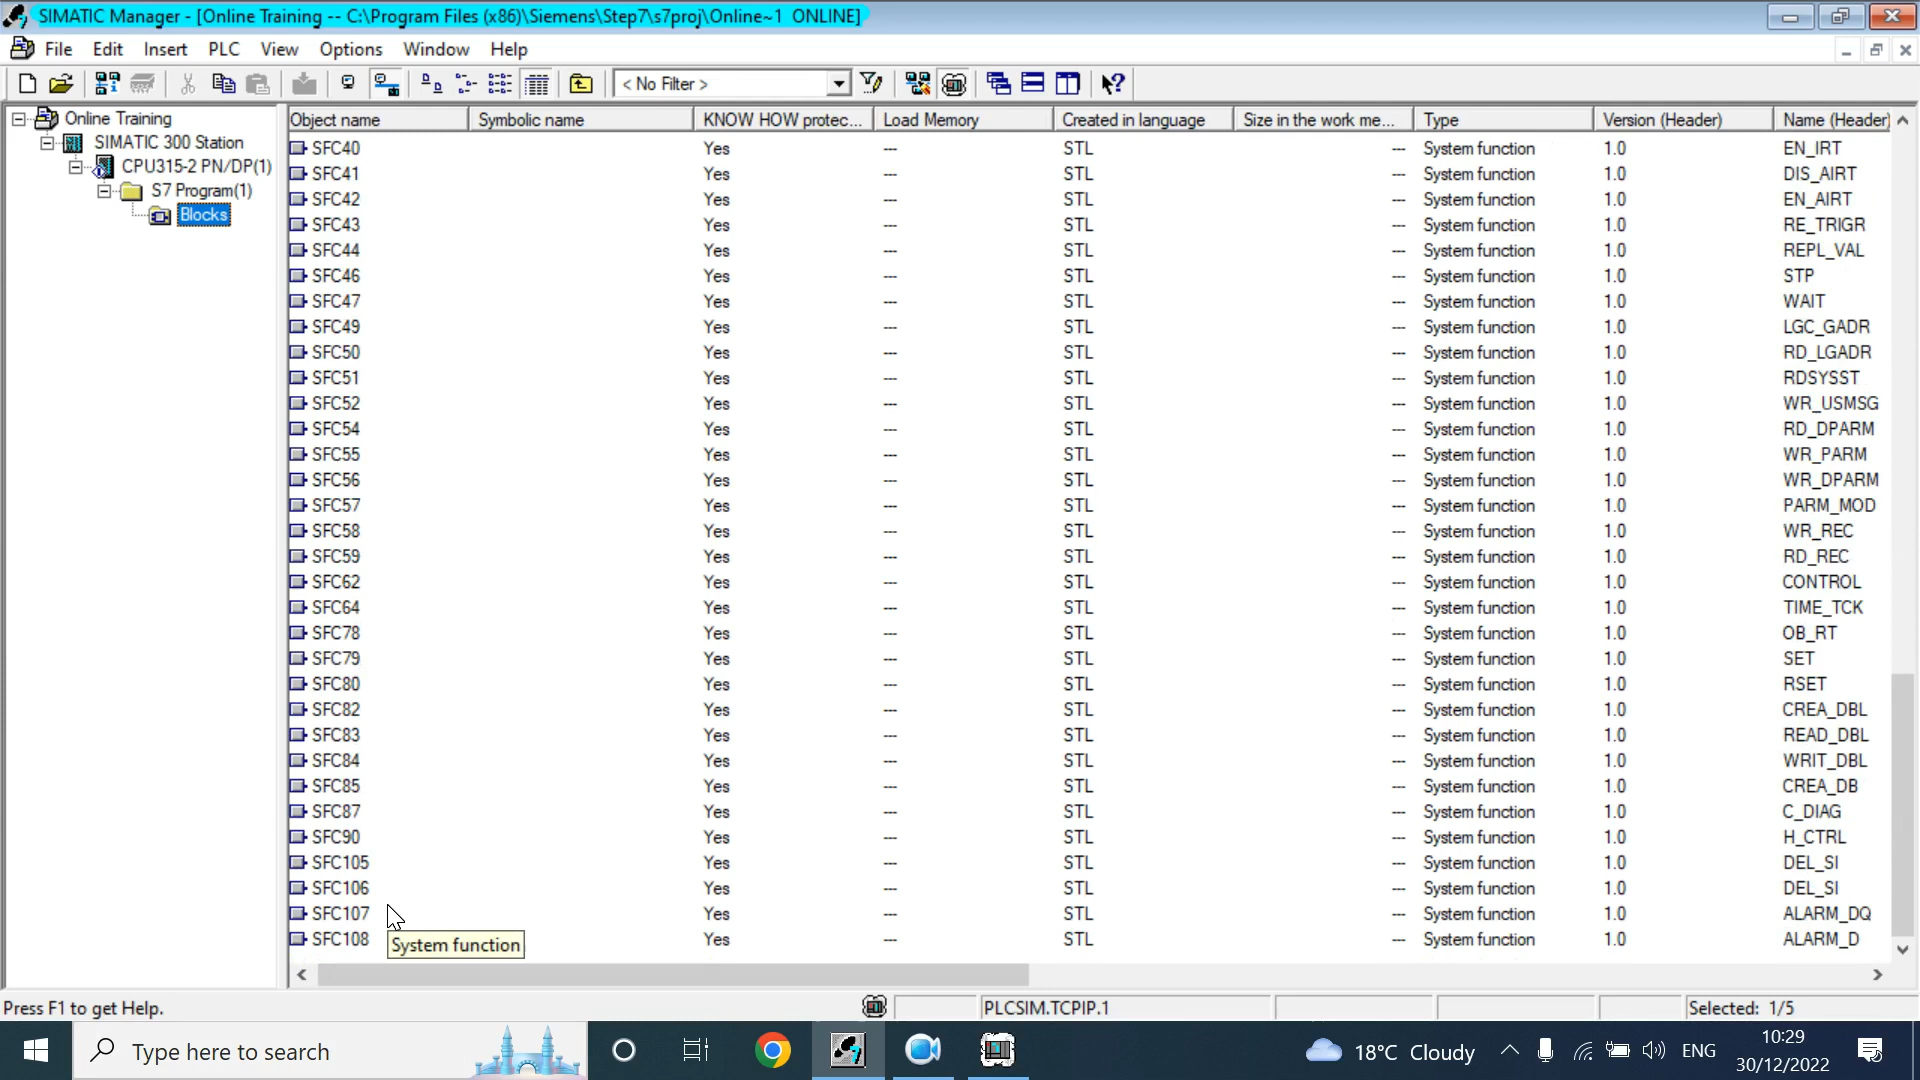 SIMATIC Manager - [Online Training -- C:\Program Files (x86)\Siemens\Step7\s7proj\Online~1 ONLINE]
File Edit Insert PLC View Options Window Help
< No Filter >
Online Training
SIMATIC 300 Station
CPU315-2 PN/DP(1)
S7 Program(1)
Blocks
Object name Symbolic name KNOW HOW protec... Load Memory Created in language Size in the work me... Type Version (Header) Name (Header)
SFC40 Yes --- STL --- System function 1.0 EN_IRT
SFC41 Yes --- STL --- System function 1.0 DIS_AIRT
SFC42 Yes --- STL --- System function 1.0 EN_AIRT
SFC43 Yes --- STL --- System function 1.0 RE_TRIGR
SFC44 Yes --- STL --- System function 1.0 REPL_VAL
SFC46 Yes --- STL --- System function 1.0 STP
SFC47 Yes --- STL --- System function 1.0 WAIT
SFC49 Yes --- STL --- System function 1.0 LGC_GADR
SFC50 Yes --- STL --- System function 1.0 RD_LGADR
SFC51 Yes --- STL --- System function 1.0 RDSYSST
SFC52 Yes --- STL --- System function 1.0 WR_USMSG
SFC54 Yes --- STL --- System function 1.0 RD_DPARM
SFC55 Yes --- STL --- System function 1.0 WR_PARM
SFC56 Yes --- STL --- System function 1.0 WR_DPARM
SFC57 Yes --- STL --- System function 1.0 PARM_MOD
SFC58 Yes --- STL --- System function 1.0 WR_REC
SFC59 Yes --- STL --- System function 1.0 RD_REC
SFC62 Yes --- STL --- System function 1.0 CONTROL
SFC64 Yes --- STL --- System function 1.0 TIME_TCK
SFC78 Yes --- STL --- System function 1.0 OB_RT
SFC79 Yes --- STL --- System function 1.0 SET
SFC80 Yes --- STL --- System function 1.0 RSET
SFC82 Yes --- STL --- System function 1.0 CREA_DBL
SFC83 Yes --- STL --- System function 1.0 READ_DBL
SFC84 Yes --- STL --- System function 1.0 WRIT_DBL
SFC85 Yes --- STL --- System function 1.0 CREA_DB
SFC87 Yes --- STL --- System function 1.0 C_DIAG
SFC90 Yes --- STL --- System function 1.0 H_CTRL
SFC105 Yes --- STL --- System function 1.0 DEL_SI
SFC106 Yes --- STL --- System function 1.0 DEL_SI
SFC107 Yes --- STL --- System function 1.0 ALARM_DQ
SFC108 Yes --- STL --- System function 1.0 ALARM_D
System function
Press F1 to get Help. PLCSIM.TCPIP.1 Selected: 1/5
Type here to search 18°C Cloudy ENG 10:29
30/12/2022